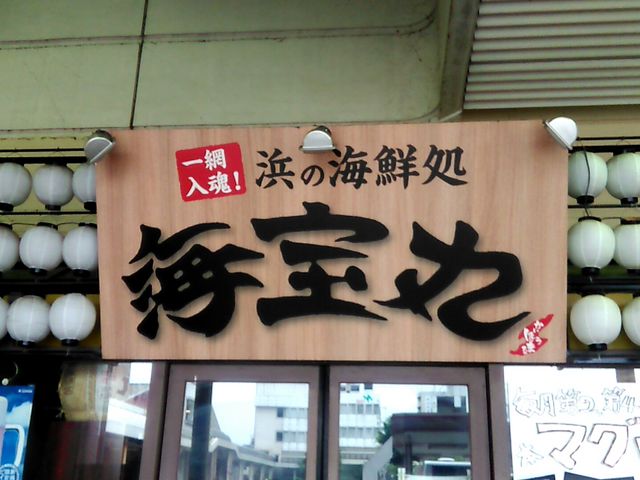 一網
入魂!
浜の海鮮処
海宝丸
マグ